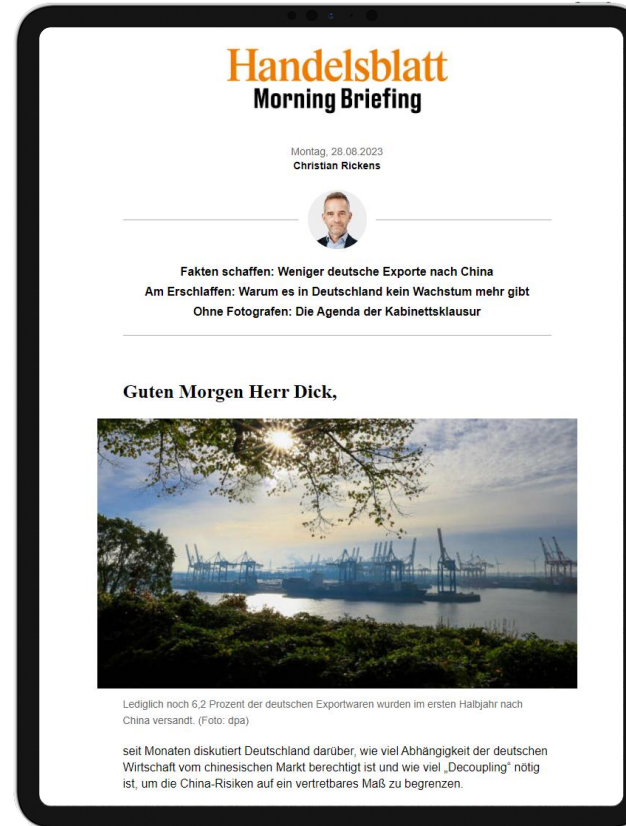 Handelsblatt
Morning Briefing
Montag, 28.08.2023
Christian Rickens
Fakten schaffen: Weniger deutsche Exporte nach China
Am Erschlaffen: Warum es in Deutschland kein Wachstum mehr gibt
Ohne Fotografen: Die Agenda der Kabinettsklausur
Guten Morgen Herr Dick,
Lediglich noch 6,2 Prozent der deutschen Exportwaren wurden im ersten Halbjahr nach
China versandt. (Foto: dpa)
seit Monaten diskutiert Deutschland darüber, wie viel Abhängigkeit der deutschen
Wirtschaft vom chinesischen Markt berechtigt ist und wie viel „Decoupling“ nötig
ist, um die China-Risiken auf ein vertretbares Maß zu begrenzen.